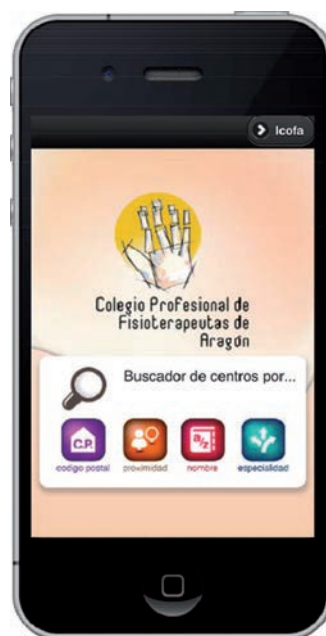 Icofa
Colegio Profesional de
Fisioterapeutas de
Aragón
Buscador de centros por...
C.P.
a/z
codigo postal
proximidad
nombre
especialidad